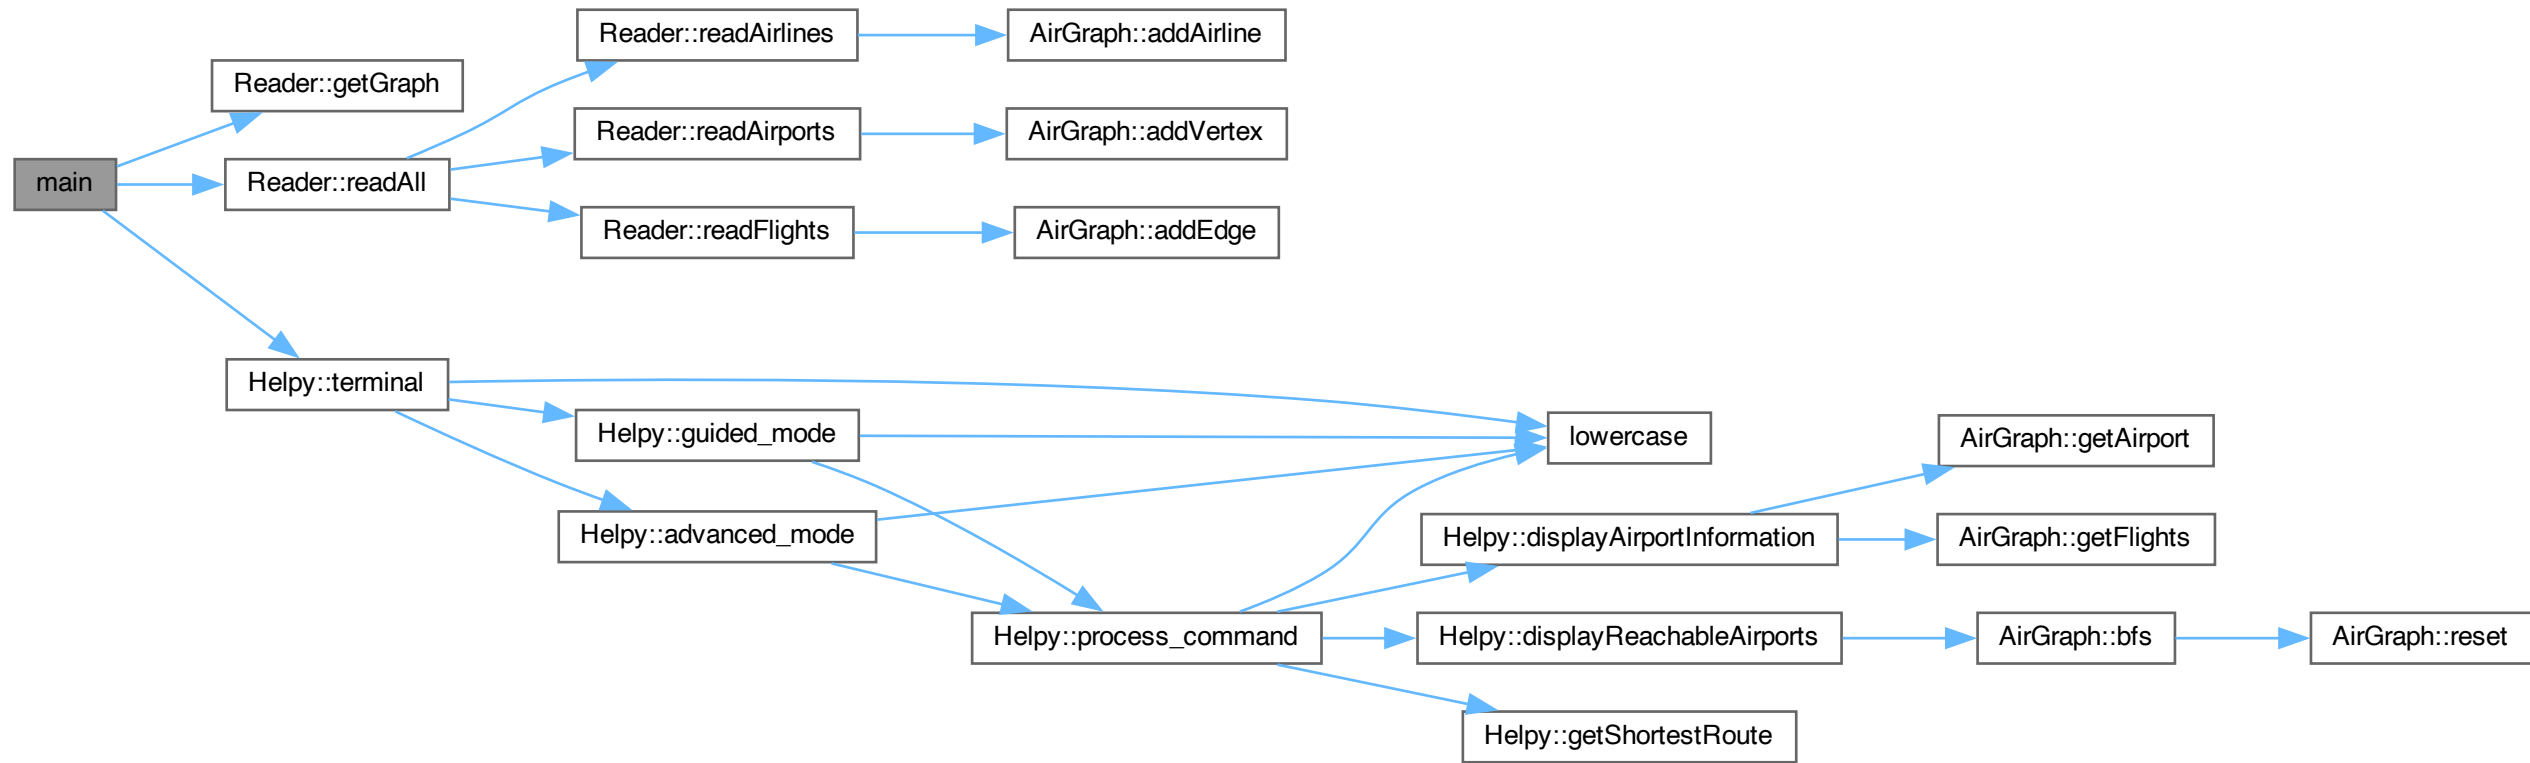 Reader::readAirlines
AirGraph::addAirline
Reader::getGraph
Reader::readAirports
AirGraph::addVertex
main
Reader::readAll
Reader::readFlights
AirGraph::addEdge
Helpy::terminal
Helpy::guided_mode
lowercase
AirGraph::getAirport
Helpy::advanced_mode
Helpy::displayAirportInformation
AirGraph::getFlights
Helpy::process_command
Helpy::displayReachableAirports
AirGraph::bfs
AirGraph::reset
Helpy::getShortestRoute